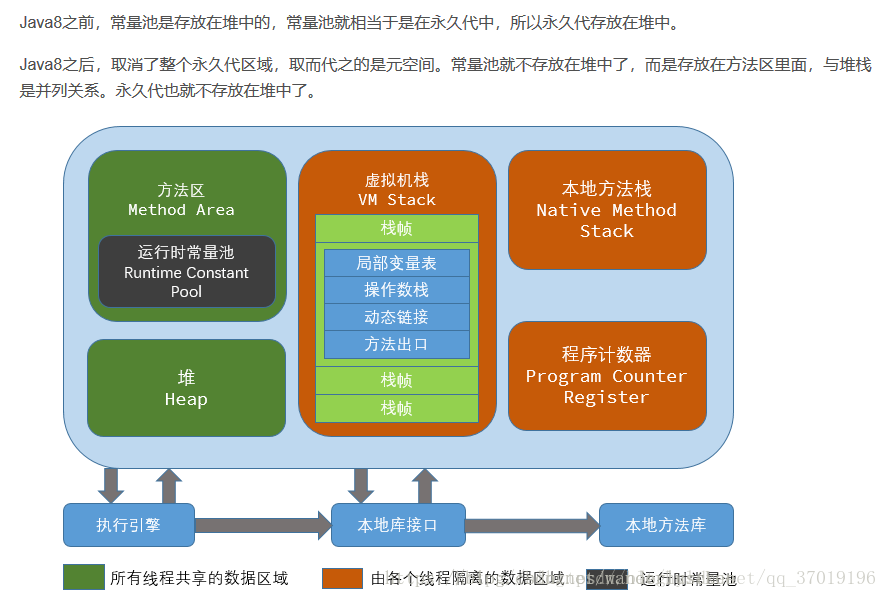 Java8之前，常量池是存放在堆中的，常量池就相当于是在永久代中，所以永久代存放在堆中。
Java8之后，取消了整个永久代区域，取而代之的是元空间。常量池就不存放在堆中了，而是存放在方法区里面，与堆栈
是并列关系。永久代也就不存放在堆中了。
方法区
Method Area
运行时常量池
Runtime Constant
Pool
堆
Heap
虚拟机栈
VM Stack
栈帧
局部变量表
操作数栈
动态链接
方法出口
栈帧
栈帧
本地方法栈
Native Method
Stack
程序计数器
Program Counter
Register
执行引擎
本地库接口
本地方法库
所有线程共享的数据区域
由各个线程隔离的数据区域
运行时常量池
net/qq_37019196